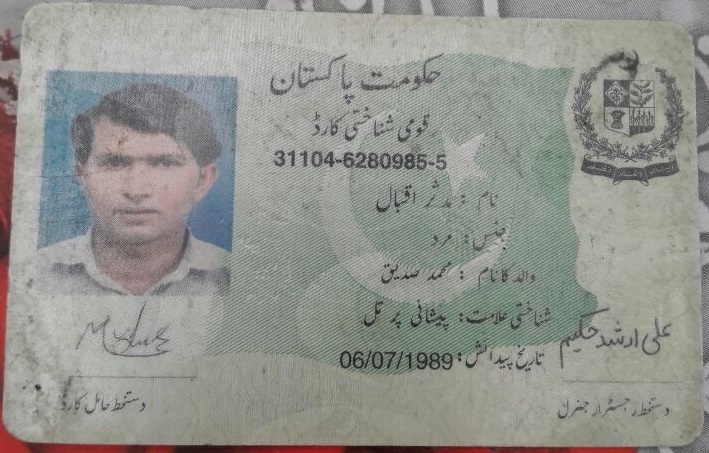 حکومت پاکستان
قومی شناختی کارڈ
31104-6280985-5
نام : مدثر اقبال
جنس: مرد
والد کا نام : محمد صدیق
شناختی علامت: پیشانی پر تل
تاریخ پیدائش: 06/07/1989
علی ارشد حکیم
دستخط رجسٹرار جنرل
دستخط حامل کارڈ